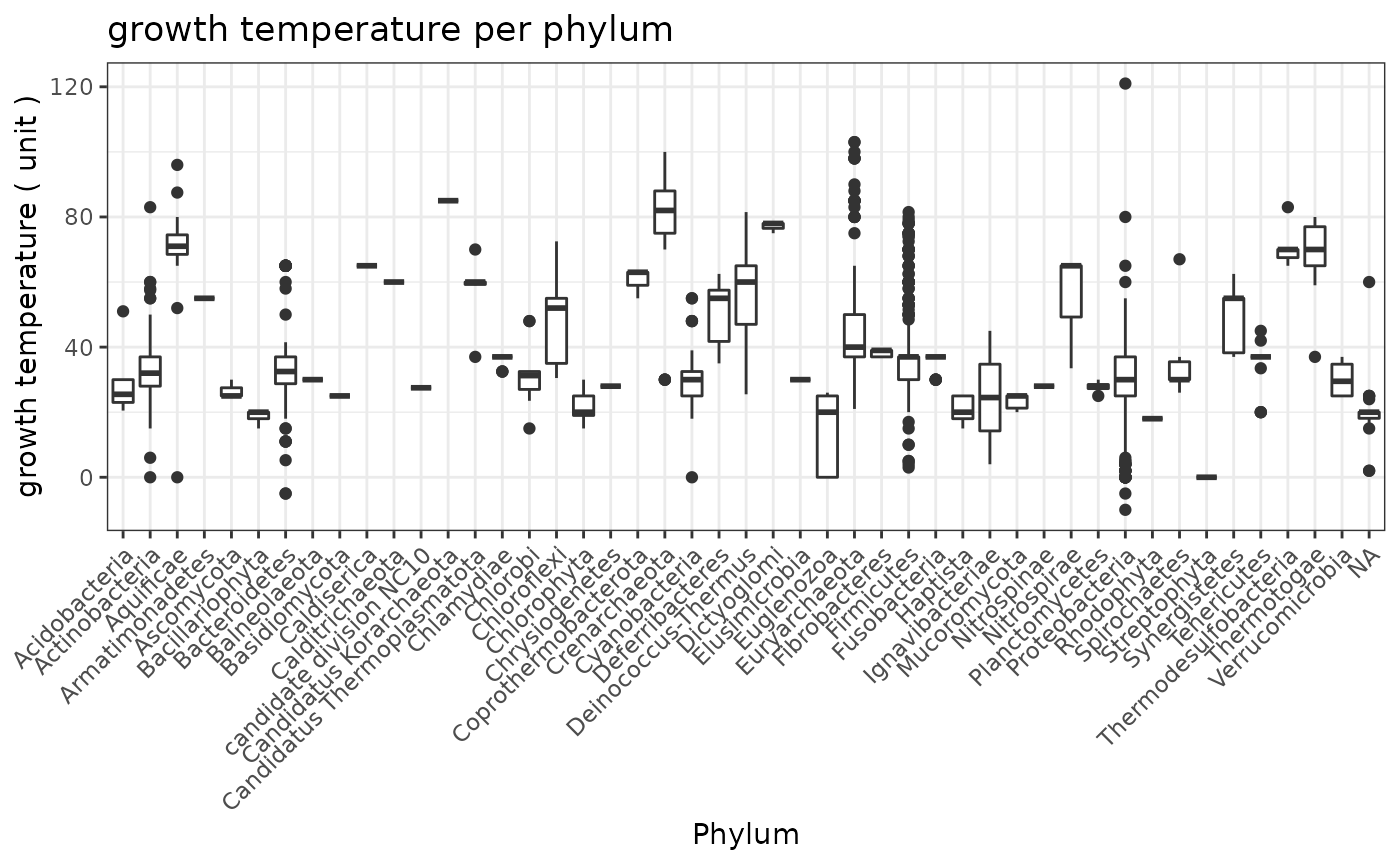 growth temperature per phylum
growth temperature ( unit )
120
80
40
0
Acidobacteria
Actinobacteria
Aquificae
Armatimonadetes
Ascomycota
Bacillariophyta
Bacteroidetes
Balneolaeota
Basidiomycota
Caldiserica
Calditrichaeota
candidate division NC10
Candidatus Korarchaeota
Candidatus Thermoplasmatota
Chlamydiae
Chlorobi
Chloroflexi
Chlorophyta
Chrysiogenetes
Coprothermobacterota
Crenarchaeota
Cyanobacteria
Deferribacteres
Deinococcus-Thermus
Dictyoglomi
Elusimicrobia
Euglenozoa
Euryarchaeota
Fibrobacteres
Firmicutes
Fusobacteria
Haptista
Ignavibacteriae
Mucoromycota
Nitrospinae
Nitrospirae
Planctomycetes
Proteobacteria
Rhodophyta
Spirochaetes
Streptophyta
Synergistetes
Tenericutes
Thermodesulfobacteria
Thermotogae
Verrucomicrobia
NA
Phylum